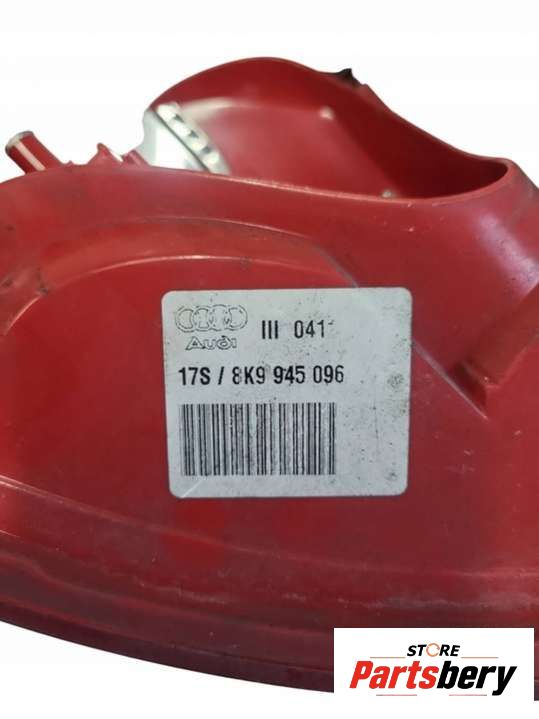 III 041
Audi
17S / 8K9 945 096
STORE
Partsbery